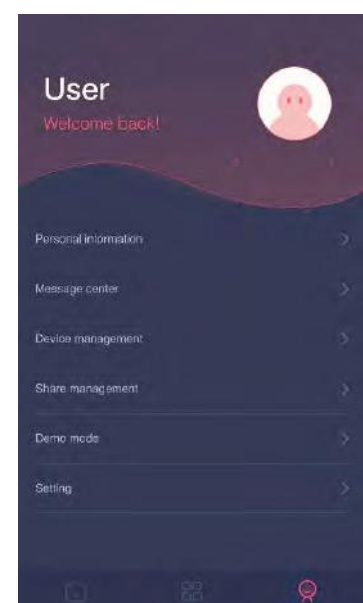 User
Welcome back!
Personal information
Message center
Device management
Share management
Demo mode
Setting